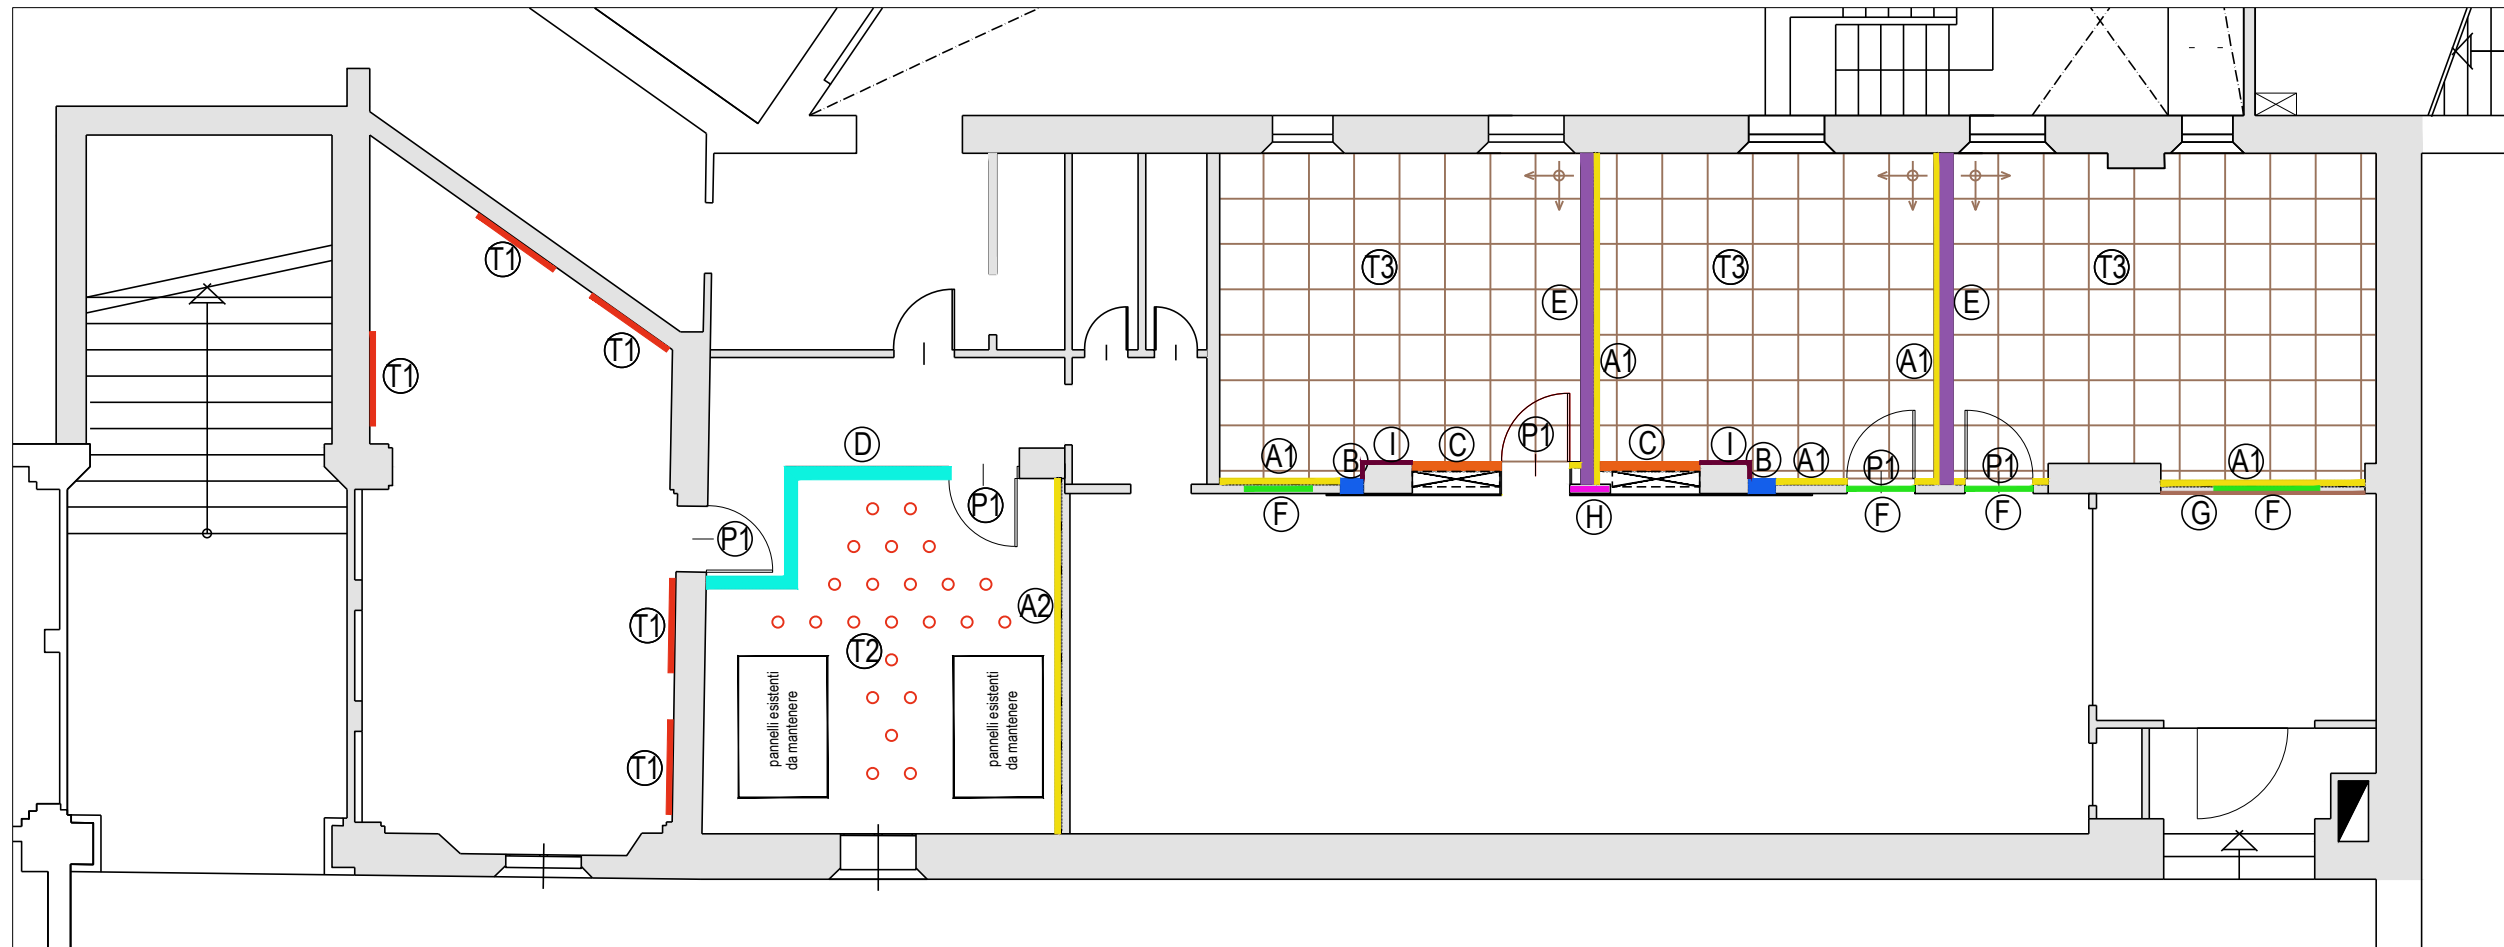 T1
T3
T3
T3
E
E
T1
A1
A1
T1
P1
D
I
C
C
I
A1
B
B
A1
P1
P1
A1
P1
F
H
F
F
G
F
P1
A2
T1
T2
pannelli esistenti
da mantenere
pannelli esistenti
da mantenere
T1